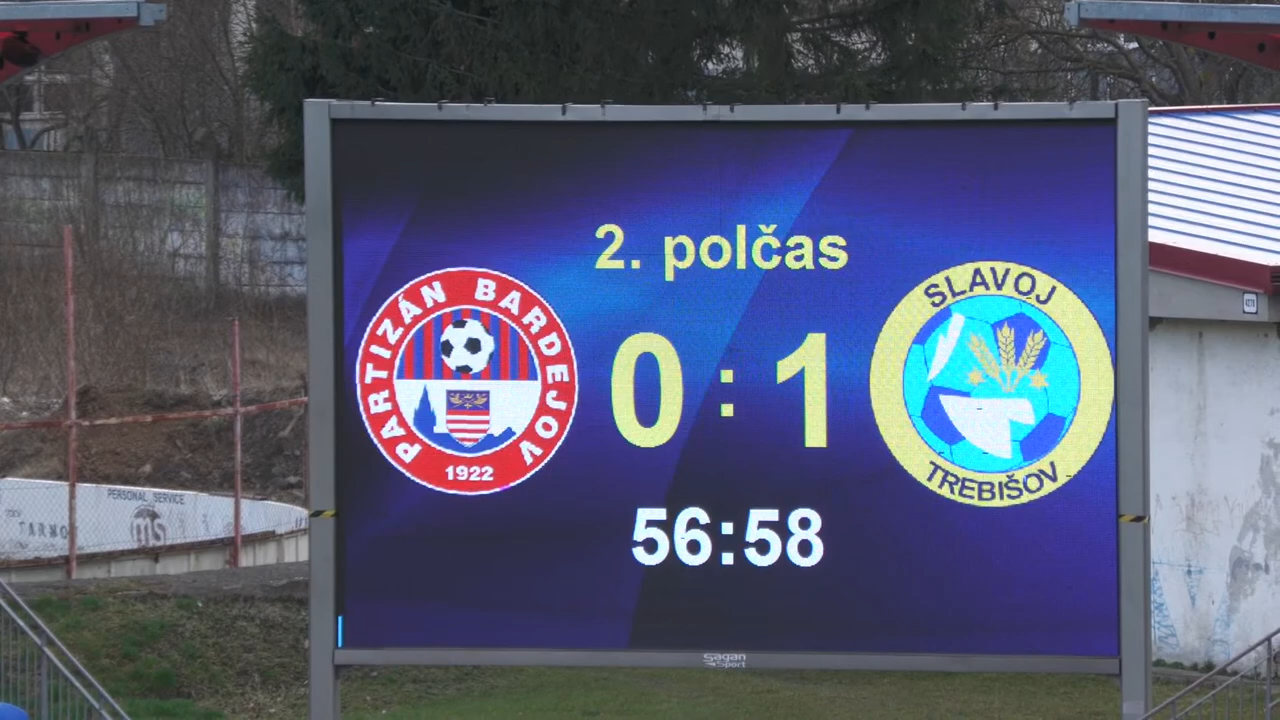 2. polčas
PARTIZÁN BARDEJOV
1922
0 : 1
SLAVOJ
TREBIŠOV
56:58
PERSONAL SERVICE
ms
sagan
Sport